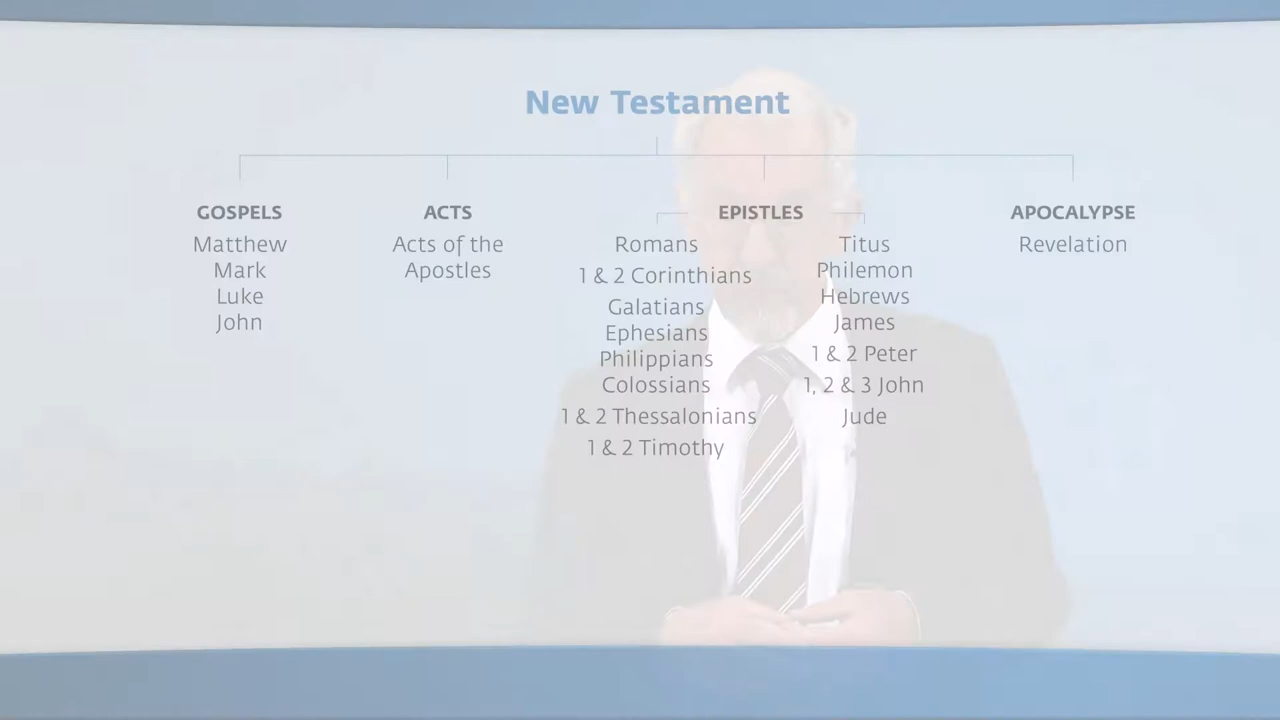 New Testament
GOSPELS
Matthew
Mark
Luke
John
ACTS
Acts of the
Apostles
EPISTLES
Romans
1 & 2 Corinthians
Galatians
Ephesians
Philippians
Colossians
1 & 2 Thessalonians
1 & 2 Timothy
Titus
Philemon
Hebrews
James
1 & 2 Peter
1, 2 & 3 John
Jude
APOCALYPSE
Revelation